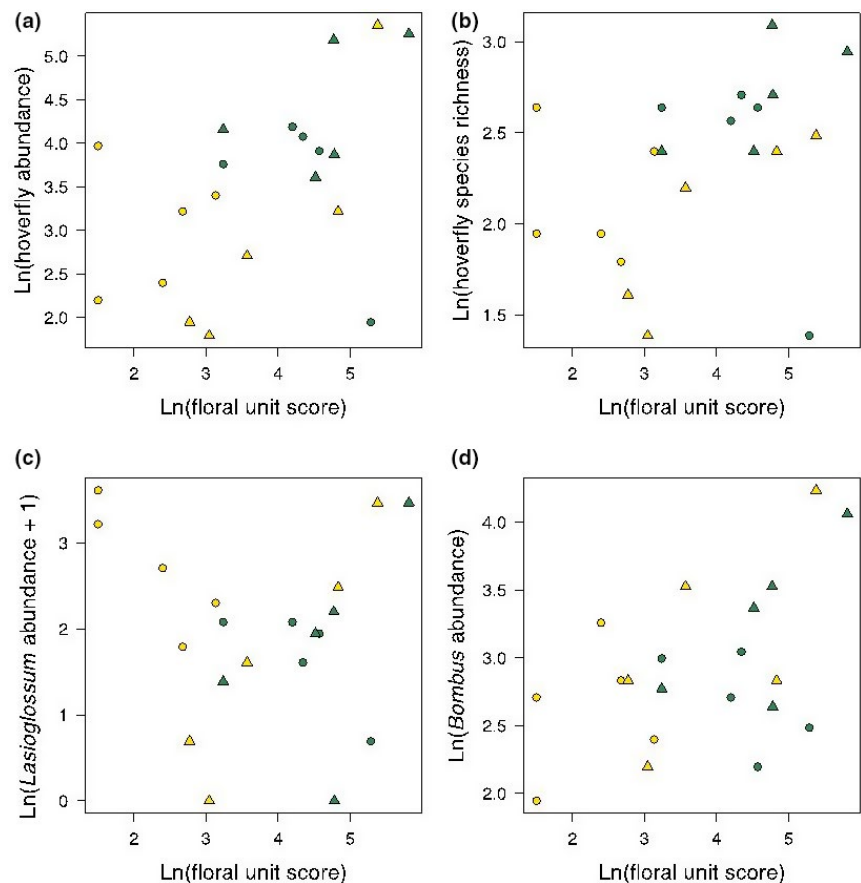 (a)
Ln(hoverfly abundance)
5.0
4.5
4.0
3.5
3.0
2.5
2.0
2 3 4 5
Ln(floral unit score)
(b)
Ln(hoverfly species richness)
3.0
2.5
2.0
1.5
2 3 4 5
Ln(floral unit score)
(c)
Ln(Lasioglossum abundance + 1)
3
2
1
0
2 3 4 5
Ln(floral unit score)
(d)
Ln(Bombus abundance)
4.0
3.5
3.0
2.5
2.0
2 3 4 5
Ln(floral unit score)